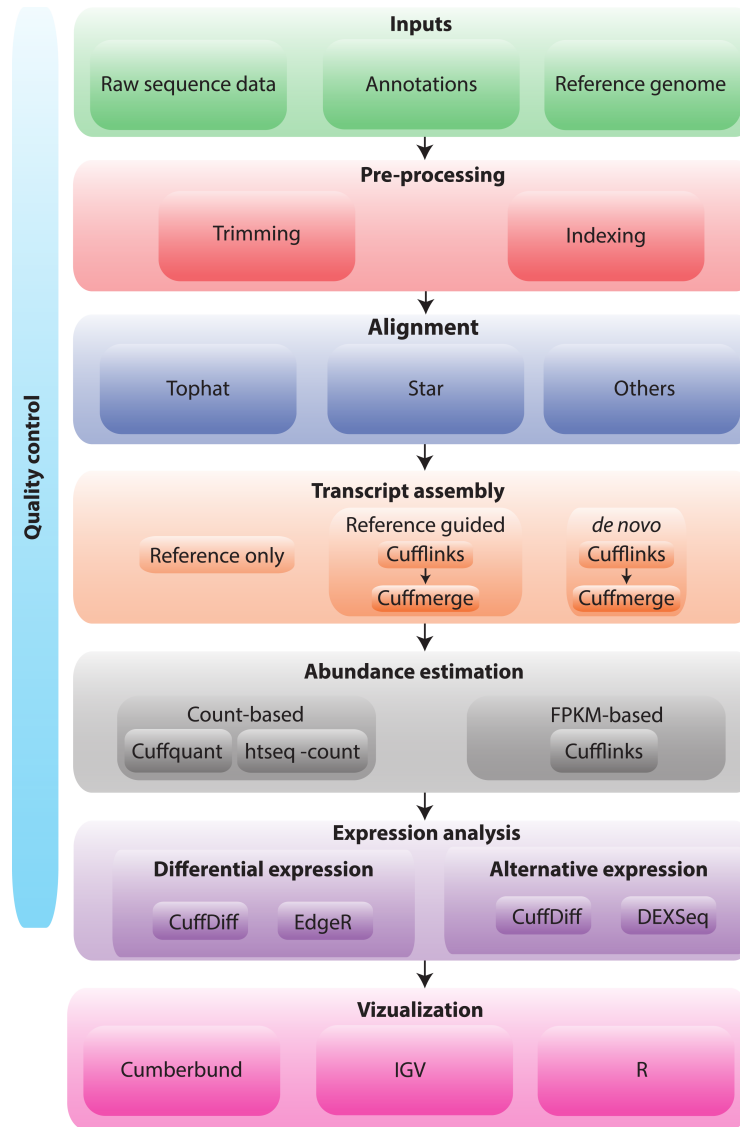 Quality control
Inputs
Raw sequence data
Annotations
Reference genome
Pre-processing
Trimming
Indexing
Alignment
Tophat
Star
Others
Transcript assembly
Reference only
Reference guided
Cufflinks
Cuffmerge
de novo
Cufflinks
Cuffmerge
Abundance estimation
Count-based
Cuffquant
htseq -count
FPKM-based
Cufflinks
Expression analysis
Differential expression
CuffDiff
EdgeR
Alternative expression
CuffDiff
DEXSeq
Vizualization
Cumberbund
IGV
R